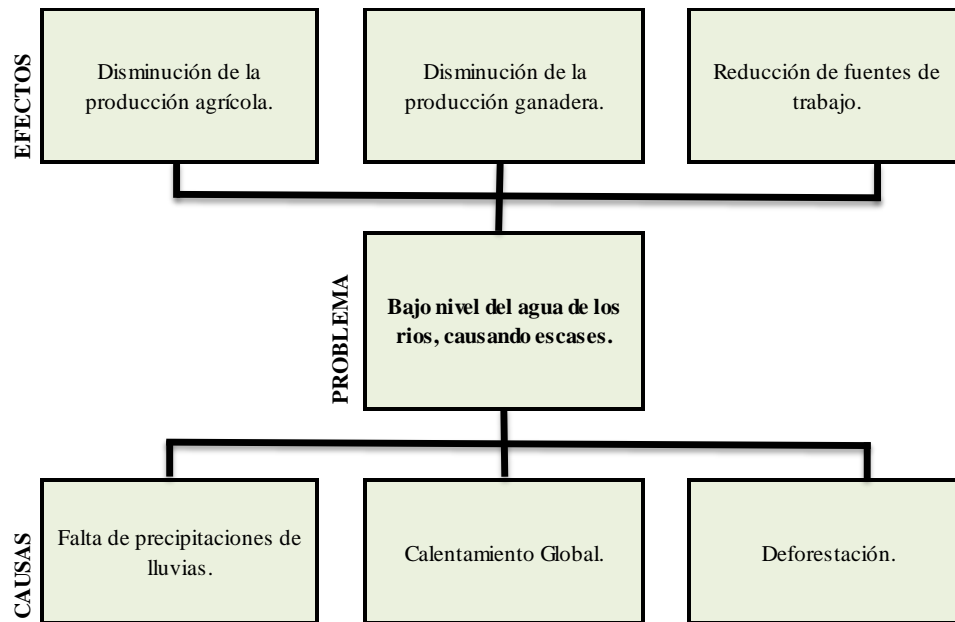 EFECTOS
Disminución de la
producción agrícola.
Disminución de la
producción ganadera.
Reducción de fuentes de
trabajo.
PROBLEMA
Bajo nivel del agua de los
rios, causando escases.
CAUSAS
Falta de precipitaciones de
lluvias.
Calentamiento Global.
Deforestación.